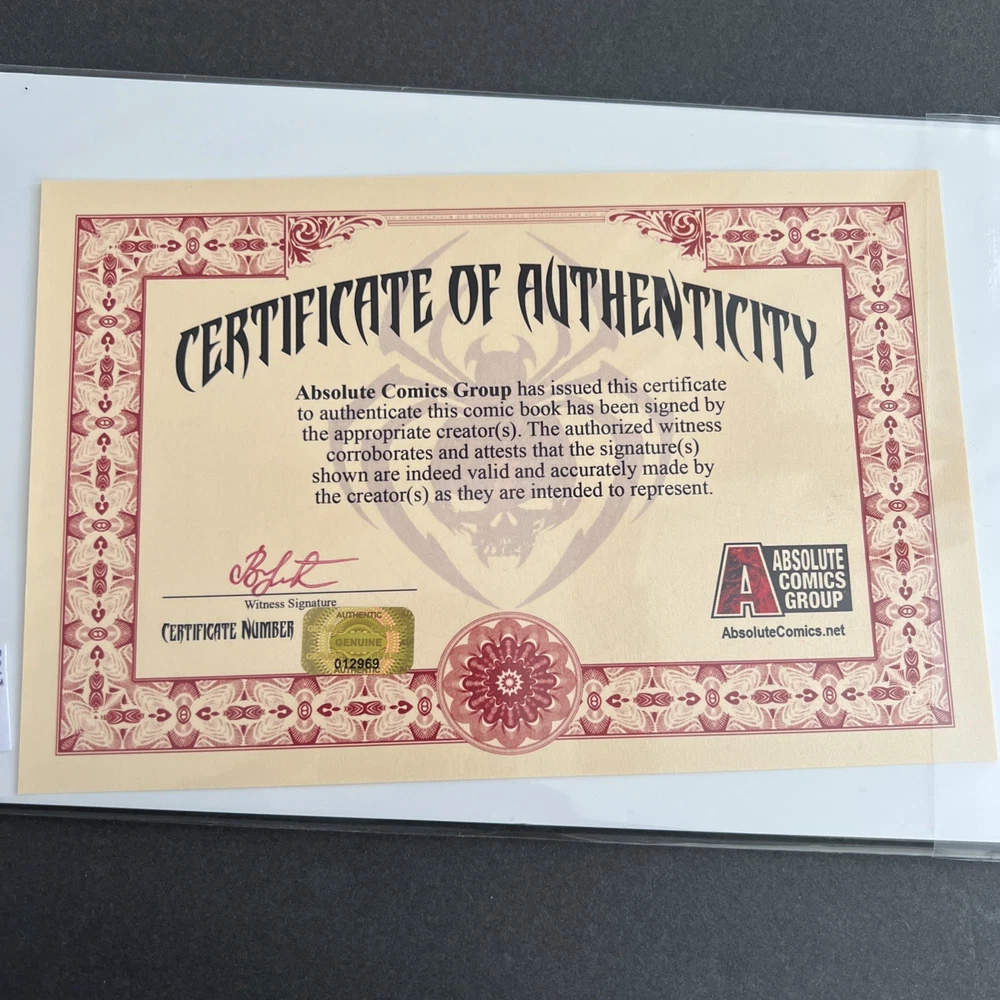 CERTIFICATE OF AUTHENTICITY
Absolute Comics Group has issued this certificate
to authenticate this comic book has been signed by
the appropriate creator(s). The authorized witness
corroborates and attests that the signature(s)
shown are indeed valid and accurately made by
the creator(s) as they are intended to represent.
Witness Signature
CERTIFICATE NUMBER
AUTHENTIC
GENUINE
012969
AUTHENTIC
A ABSOLUTE
COMICS
GROUP
AbsoluteComics.net